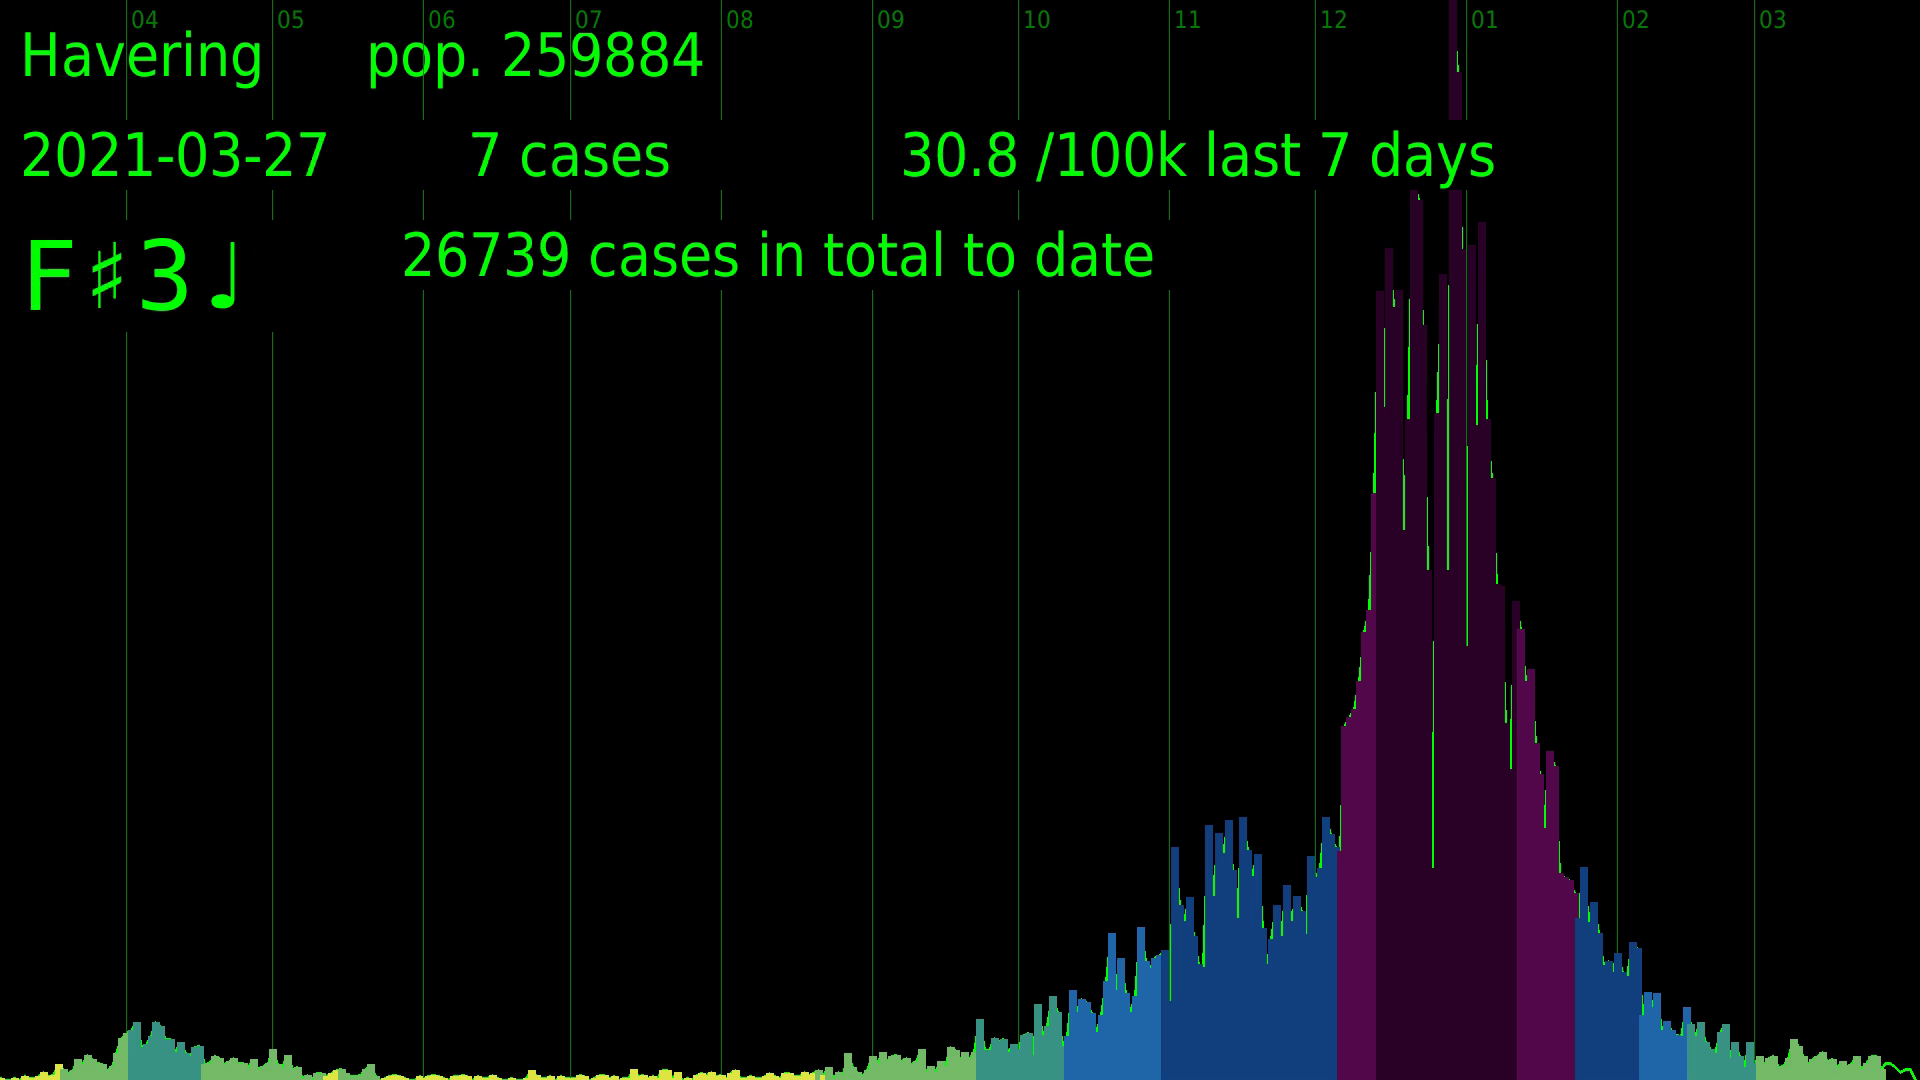 04 05 06 07 08 09 10 11 12 01 02 03
Havering pop. 259884
2021-03-27 7 cases 30.8 /100k last 7 days
F♯3♩ 26739 cases in total to date